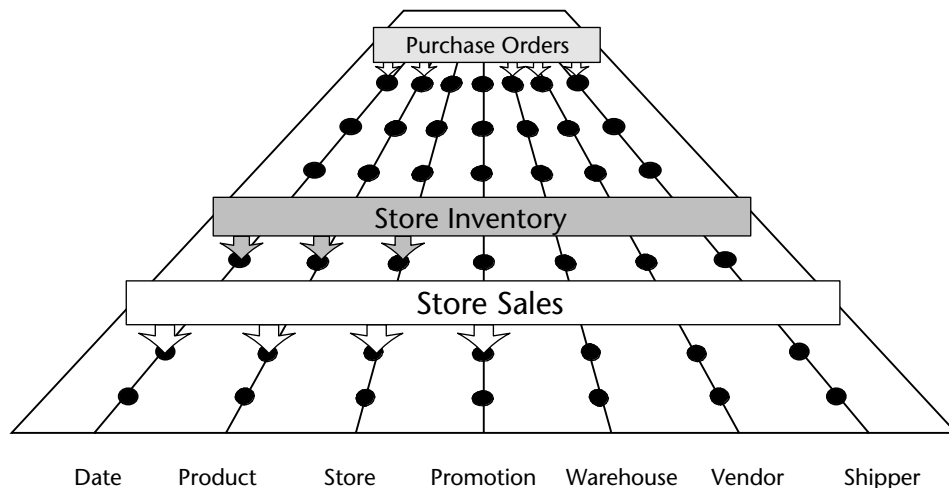 Purchase Orders
Store Inventory
Store Sales
Date Product Store Promotion Warehouse Vendor Shipper